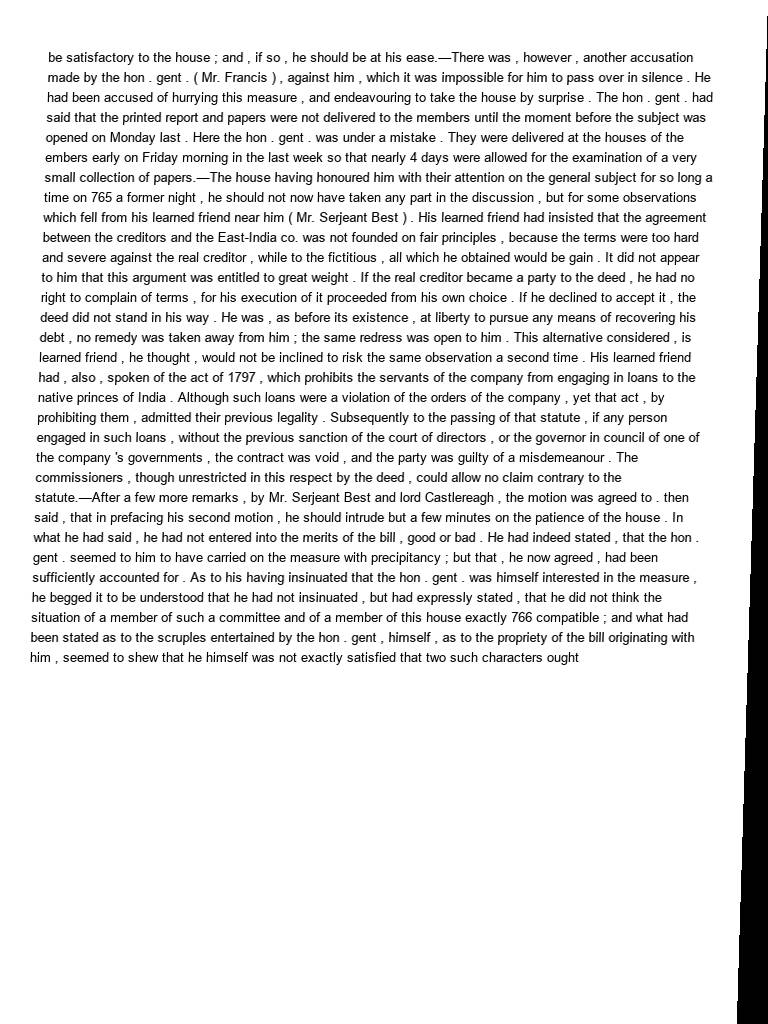 be satisfactory to the house ; and , if so , he should be at his ease.—There was , however , another accusation
made by the hon . gent . ( Mr. Francis ) , against him , which it was impossible for him to pass over in silence . He
had been accused of hurrying this measure , and endeavouring to take the house by surprise . The hon . gent . had
said that the printed report and papers were not delivered to the members until the moment before the subject was
opened on Monday last . Here the hon . gent . was under a mistake . They were delivered at the houses of the
embers early on Friday morning in the last week so that nearly 4 days were allowed for the examination of a very
small collection of papers.—The house having honoured him with their attention on the general subject for so long a
time on 765 a former night , he should not now have taken any part in the discussion , but for some observations
which fell from his learned friend near him ( Mr. Serjeant Best ) . His learned friend had insisted that the agreement
between the creditors and the East-India co. was not founded on fair principles , because the terms were too hard
and severe against the real creditor , while to the fictitious , all which he obtained would be gain . It did not appear
to him that this argument was entitled to great weight . If the real creditor became a party to the deed , he had no
right to complain of terms , for his execution of it proceeded from his own choice . If he declined to accept it , the
deed did not stand in his way . He was , as before its existence , at liberty to pursue any means of recovering his
debt , no remedy was taken away from him ; the same redress was open to him . This alternative considered , is
learned friend , he thought , would not be inclined to risk the same observation a second time . His learned friend
had , also , spoken of the act of 1797 , which prohibits the servants of the company from engaging in loans to the
native princes of India . Although such loans were a violation of the orders of the company , yet that act , by
prohibiting them , admitted their previous legality . Subsequently to the passing of that statute , if any person
engaged in such loans , without the previous sanction of the court of directors , or the governor in council of one of
the company 's governments , the contract was void , and the party was guilty of a misdemeanour . The
commissioners , though unrestricted in this respect by the deed , could allow no claim contrary to the
statute.—After a few more remarks , by Mr. Serjeant Best and lord Castlereagh , the motion was agreed to . then
said , that in prefacing his second motion , he should intrude but a few minutes on the patience of the house . In
what he had said , he had not entered into the merits of the bill , good or bad . He had indeed stated , that the hon .
gent . seemed to him to have carried on the measure with precipitancy ; but that , he now agreed , had been
sufficiently accounted for . As to his having insinuated that the hon . gent . was himself interested in the measure ,
he begged it to be understood that he had not insinuated , but had expressly stated , that he did not think the
situation of a member of such a committee and of a member of this house exactly 766 compatible ; and what had
been stated as to the scruples entertained by the hon . gent , himself , as to the propriety of the bill originating with
him , seemed to shew that he himself was not exactly satisfied that two such characters ought